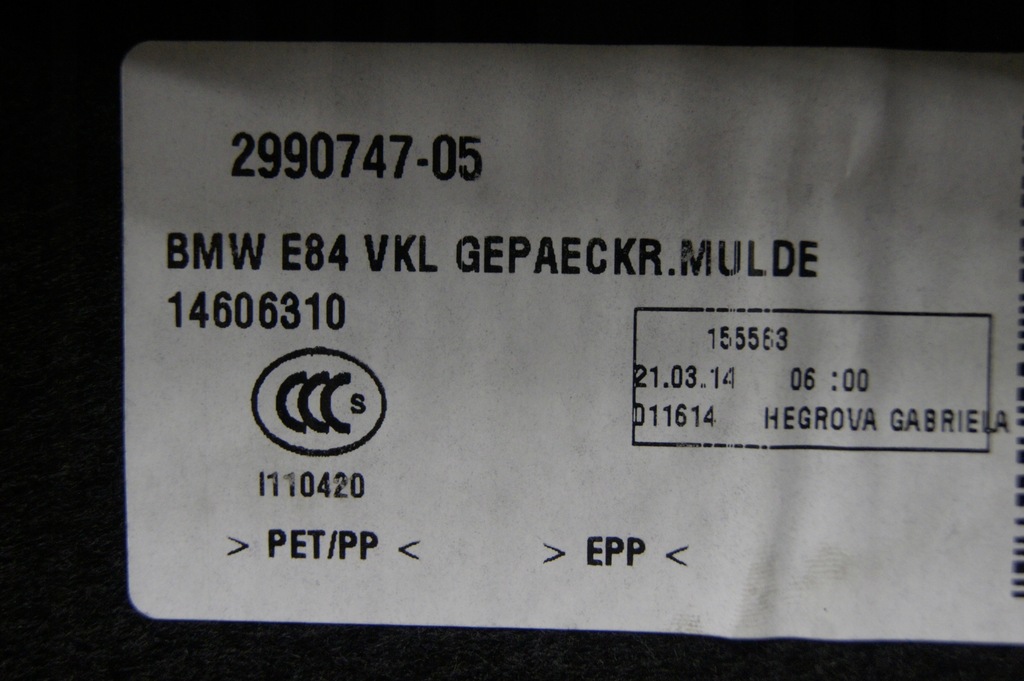 2990747-05
BMW E84 VKL GEPAECKR.MULDE
14606310
155563
21.03.14 06 :00
D11614 HEGROVA GABRIELA
CCC S
I110420
> PET/PP < > EPP <